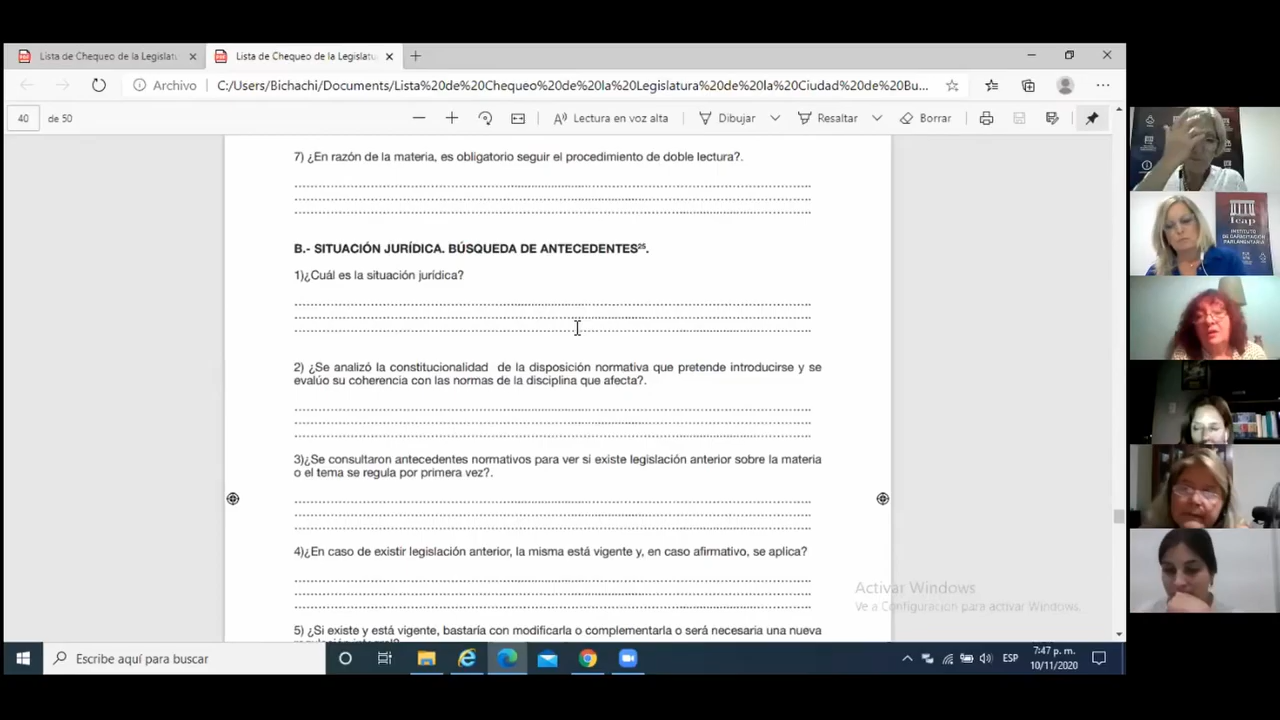 Lista de Chequeo de la Legislatu
Lista de Chequeo de la Legislatu
Archivo
C:/Users/Bichachi/Documents/Lista%20de%20Chequeo%20de%20la%20Legislatura%20de%20la%20Ciudad%20de%20Bu...
40 de 50
Lectura en voz alta
Dibujar
Resaltar
Borrar
7) ¿En razón de la materia, es obligatorio seguir el procedimiento de doble lectura?.
B.- SITUACIÓN JURÍDICA. BÚSQUEDA DE ANTECEDENTES25.
1)¿Cuál es la situación jurídica?
2) ¿Se analizó la constitucionalidad de la disposición normativa que pretende introducirse y se
evalúo su coherencia con las normas de la disciplina que afecta?.
3)¿Se consultaron antecedentes normativos para ver si existe legislación anterior sobre la materia
o el tema se regula por primera vez?.
4)¿En caso de existir legislación anterior, la misma está vigente y, en caso afirmativo, se aplica?
5) ¿Si existe y está vigente, bastaría con modificarla o complementarla o será necesaria una nueva
Activar Windows
Ve a Configuración para activar Windows.
Icap
INSTITUTO
DE CAPACITACIÓN
PARLAMENTARIA
Escribe aquí para buscar
ESP
7:47 p. m.
10/11/2020